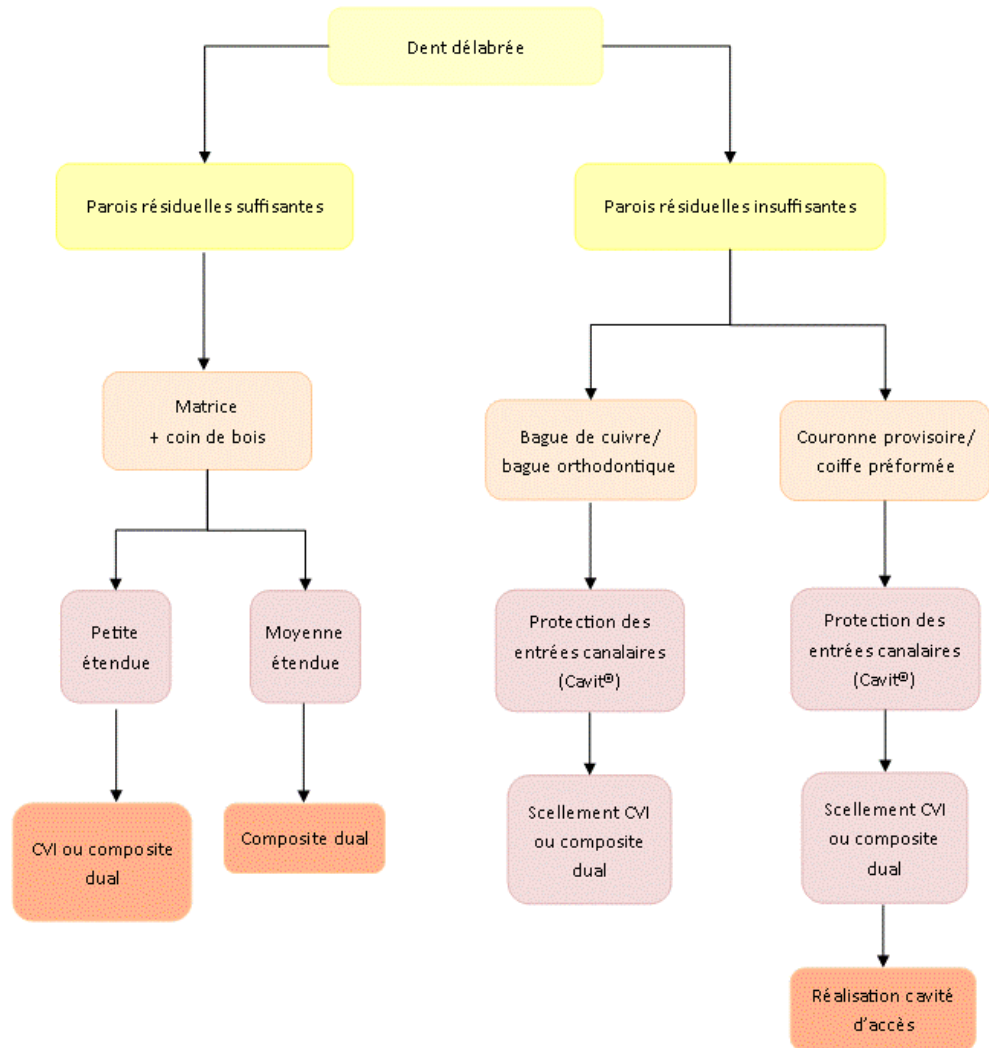 Dent délabrée
Parois résiduelles suffisantes
Parois résiduelles insuffisantes
Matrice
+ coin de bois
Bague de cuivre/
bague orthodontique
Couronne provisoire/
coiffe préformée
Petite
étendue
Moyenne
étendue
Protection des
entrées canalaires
(Cavit®)
Protection des
entrées canalaires
(Cavit®)
CVI ou composite
dual
Composite dual
Scellement CVI
ou composite
dual
Scellement CVI
ou composite
dual
Réalisation cavité
d'accès